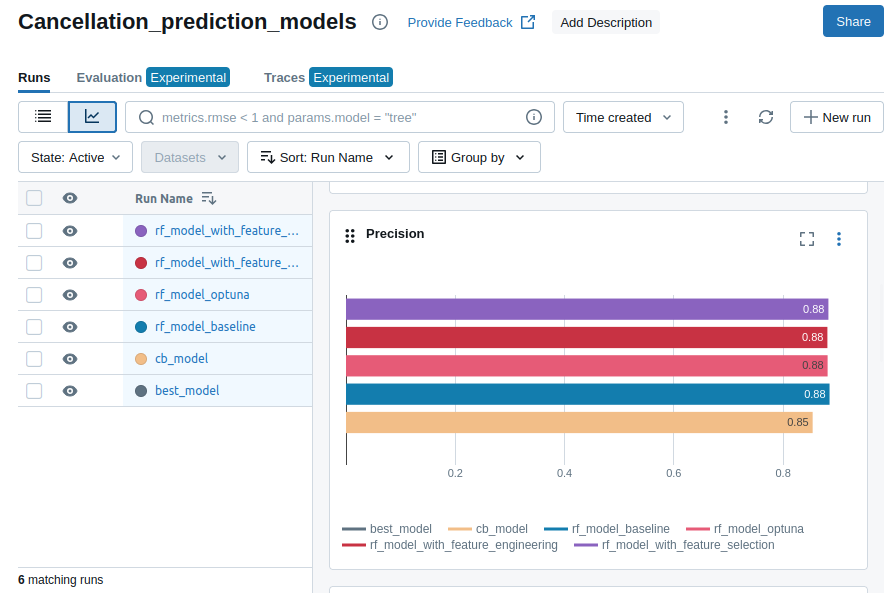 Cancellation_prediction_models Provide Feedback Add Description Share
Runs Evaluation Experimental Traces Experimental
metrics.rmse < 1 and params.model = "tree" Time created New run
State: Active Datasets Sort: Run Name Group by
Run Name
rf_model_with_feature_...
rf_model_with_feature_...
rf_model_optuna
rf_model_baseline
cb_model
best_model
6 matching runs
Precision
0.88
0.88
0.88
0.88
0.85
0.2 0.4 0.6 0.8
best_model cb_model rf_model_baseline rf_model_optuna
rf_model_with_feature_engineering rf_model_with_feature_selection